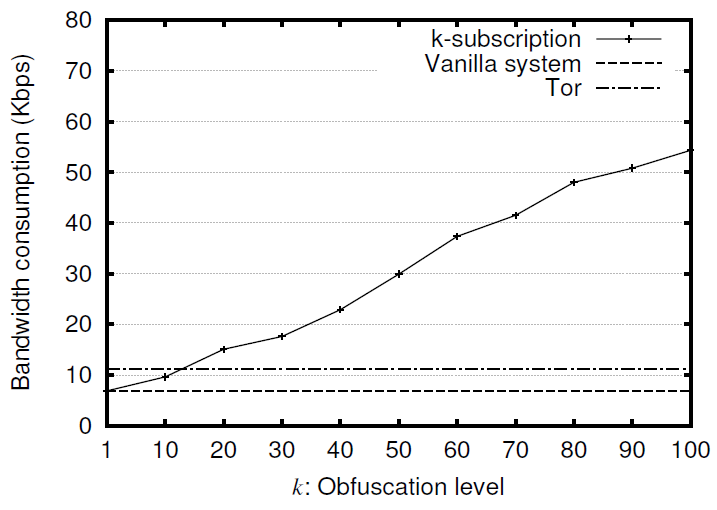 80
70
60
50
40
30
20
10
0
Bandwidth consumption (Kbps)
k-subscription
Vanilla system
Tor
1 10 20 30 40 50 60 70 80 90 100
k: Obfuscation level